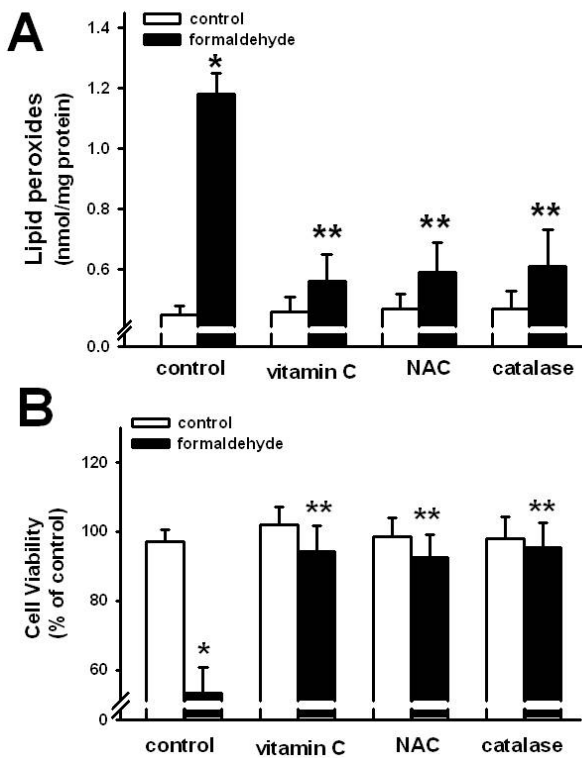 A
control
formaldehyde
Lipid peroxides
(nmol/mg protein)
1.4
1.2
1.0
0.8
0.6
0.0
*
**
**
**
control vitamin C NAC catalase
B
control
formaldehyde
Cell Viability
(% of control)
120
100
80
60
0
*
**
**
**
control vitamin C NAC catalase